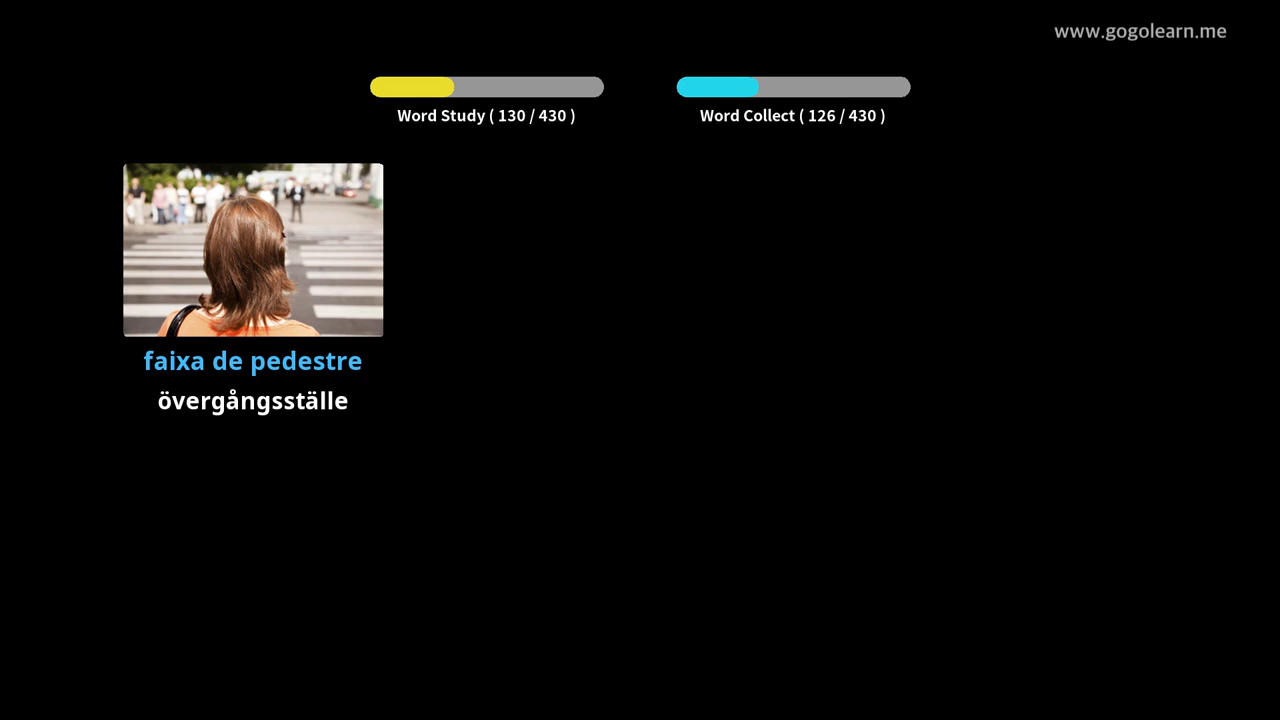 www.gogolearn.me
Word Study ( 130 / 430 )
Word Collect ( 126 / 430 )
faixa de pedestre
övergångsställe